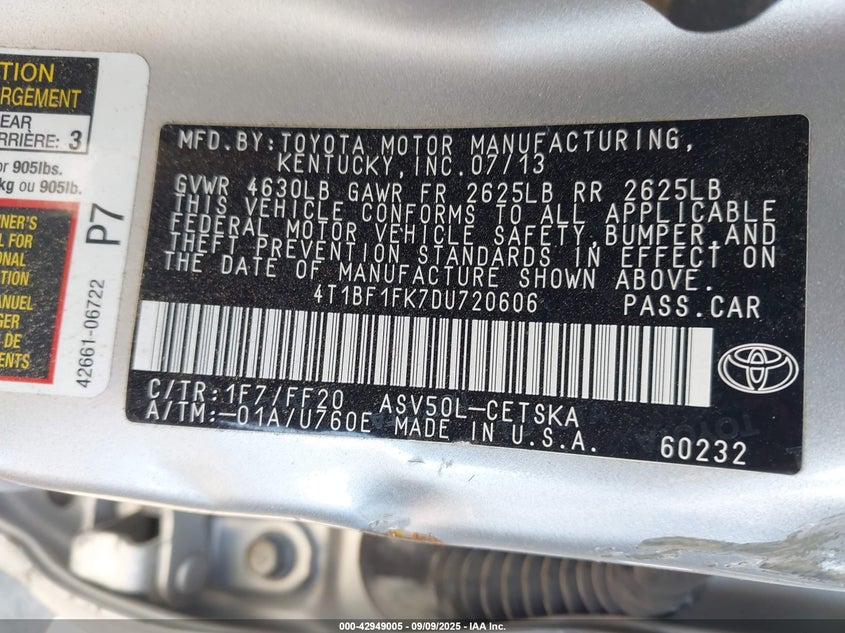 TION
RGEMENT
EAR
RRIÈRE: 3
or 905lbs.
kg ou 905lb.
WNER'S
L FOR
ONAL
ATION
ANUEL
GER
DE
ENTS
P7
42661-06722
MFD.BY:TOYOTA MOTOR MANUFACTURING,
KENTUCKY,INC.07/13
GVWR 4630LB GAWR FR 2625LB RR 2625LB
THIS VEHICLE CONFORMS TO ALL APPLICABLE
FEDERAL MOTOR VEHICLE SAFETY,BUMPER,AND
THEFT PREVENTION STANDARDS IN EFFECT ON
THE DATE OF MANUFACTURE SHOWN ABOVE.
4T1BF1FK7DU720606 PASS.CAR
C/TR:1F7/FF20 ASV50L-CETSKA
A/TM:-01A/U760E MADE IN U.S.A.
60232
000-42949005 - 09/09/2025 - IAA Inc.